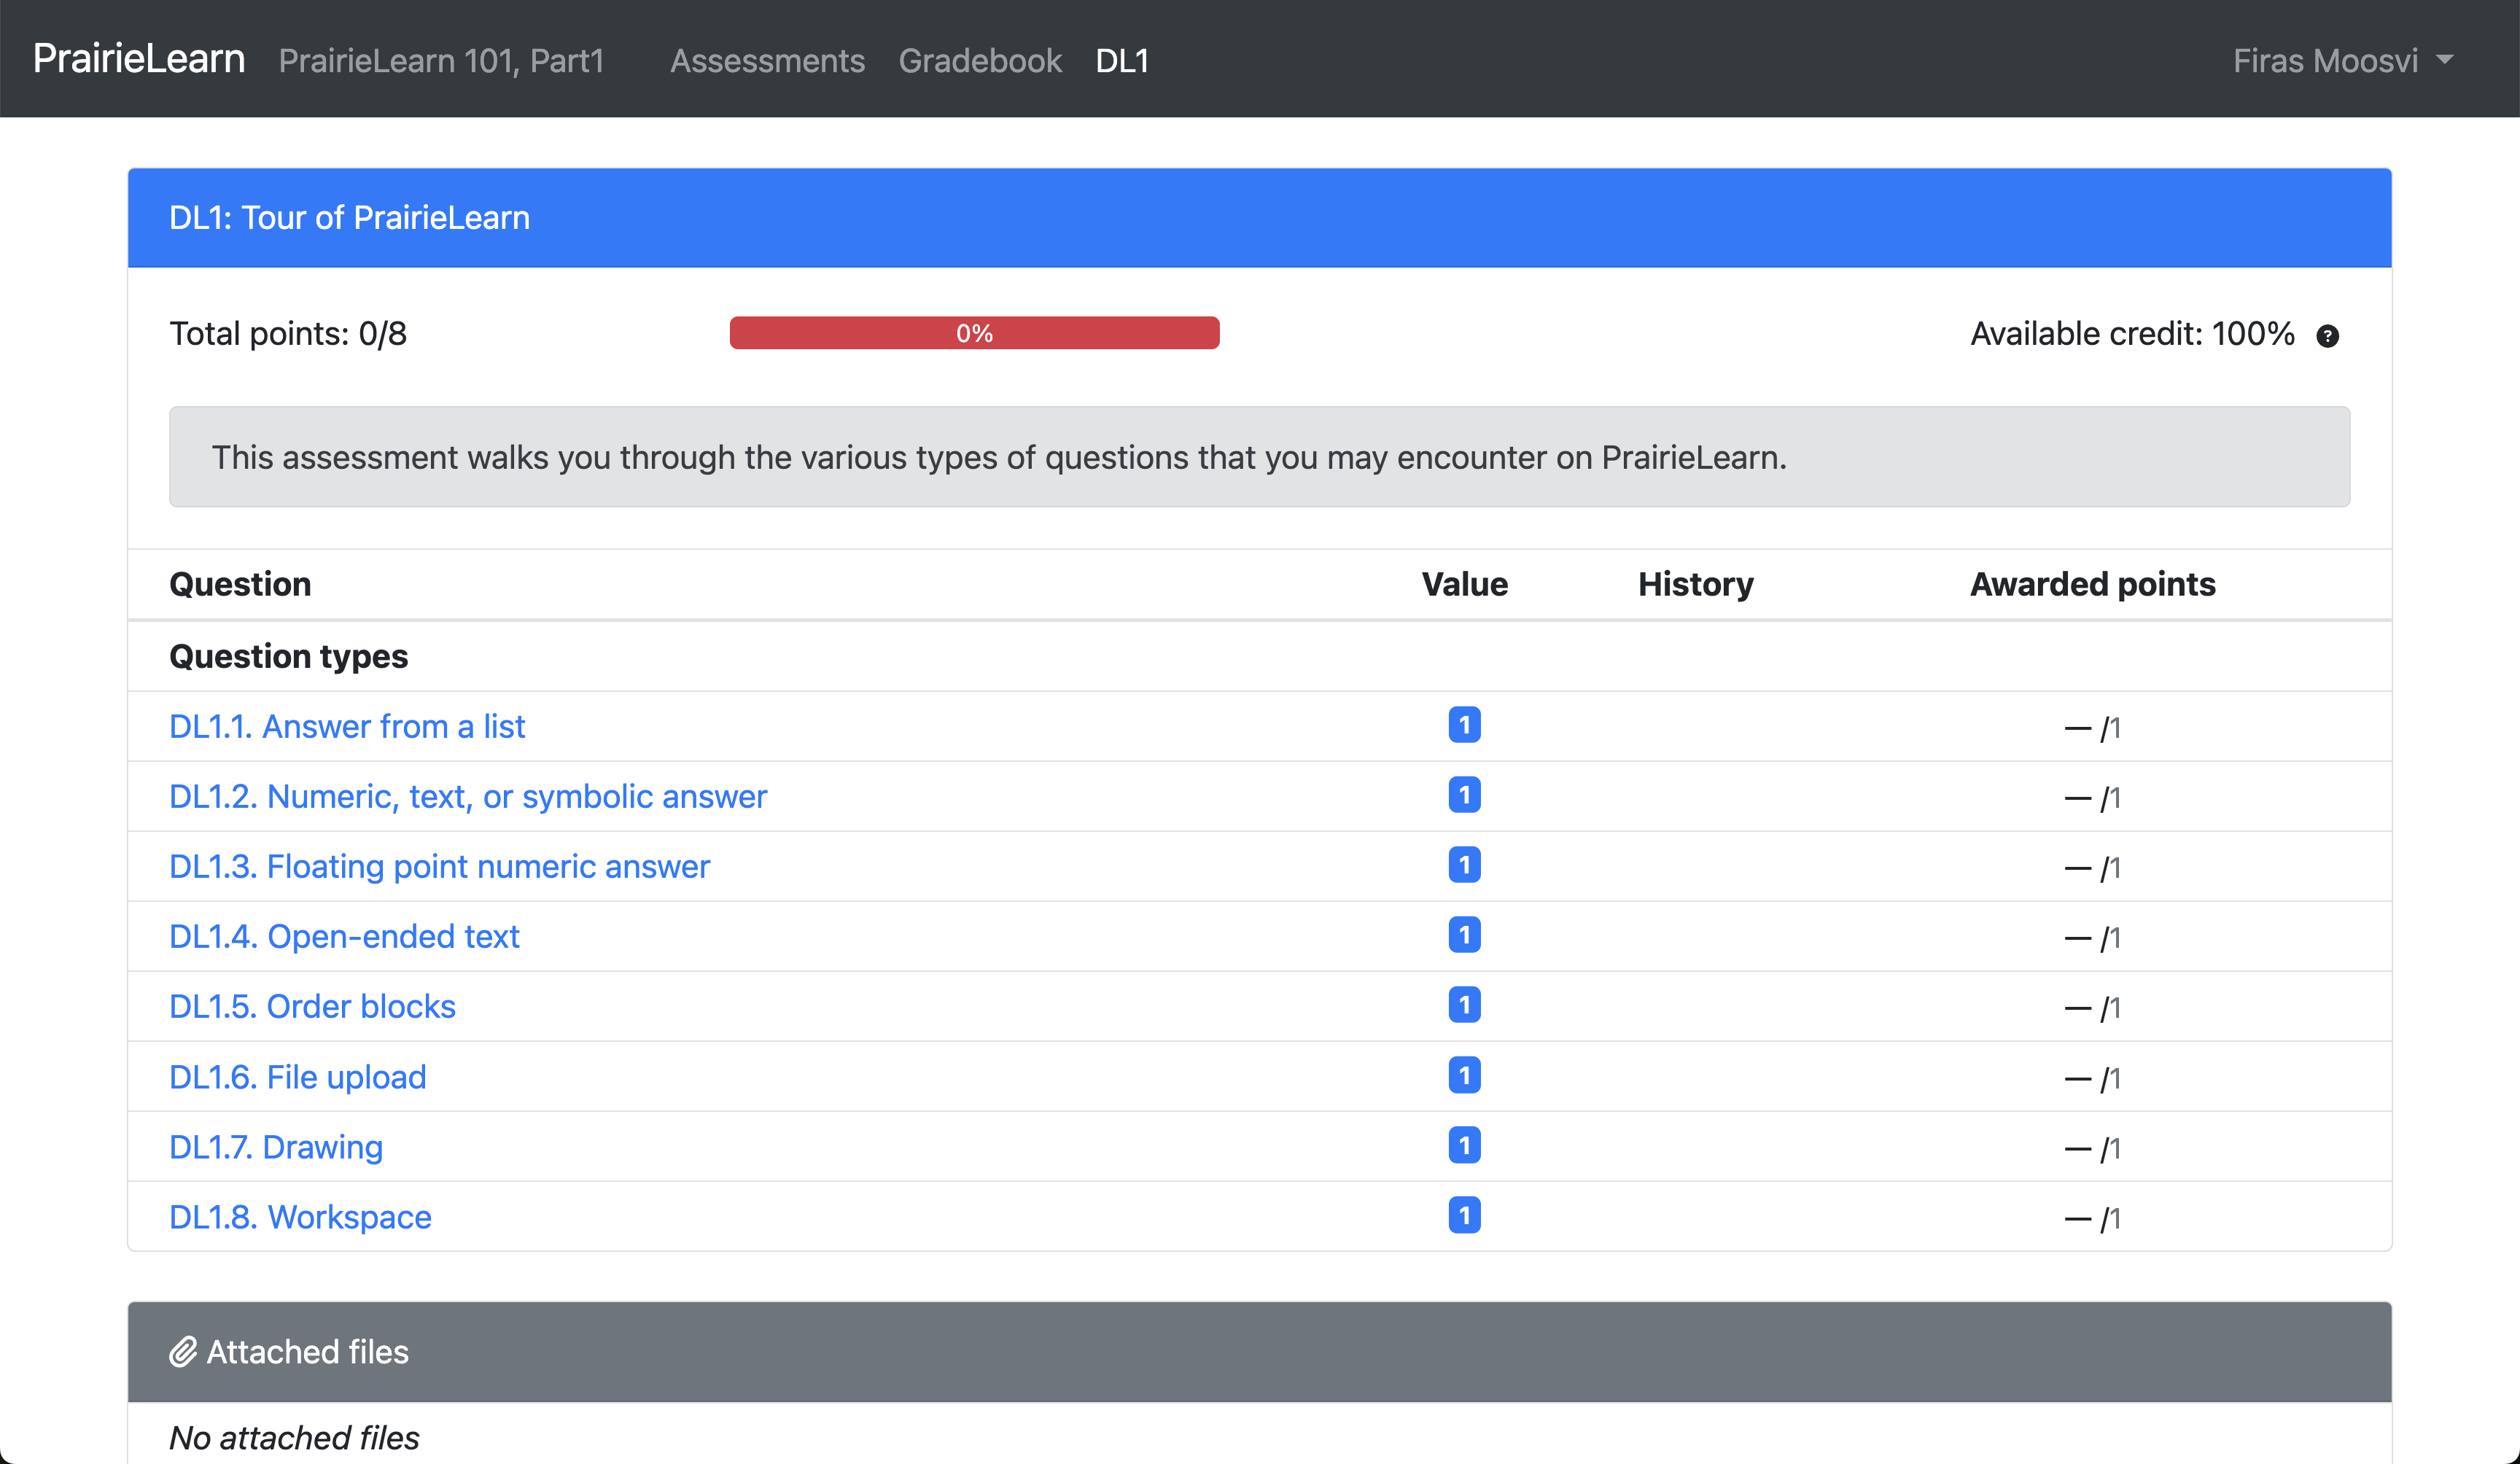 PrairieLearn PrairieLearn 101, Part1 Assessments Gradebook DL1 Firas Moosvi
DL1: Tour of PrairieLearn
Total points: 0/8 0% Available credit: 100% ?
This assessment walks you through the various types of questions that you may encounter on PrairieLearn.
Question Value History Awarded points
Question types
DL1.1. Answer from a list 1 — /1
DL1.2. Numeric, text, or symbolic answer 1 — /1
DL1.3. Floating point numeric answer 1 — /1
DL1.4. Open-ended text 1 — /1
DL1.5. Order blocks 1 — /1
DL1.6. File upload 1 — /1
DL1.7. Drawing 1 — /1
DL1.8. Workspace 1 — /1
Attached files
No attached files